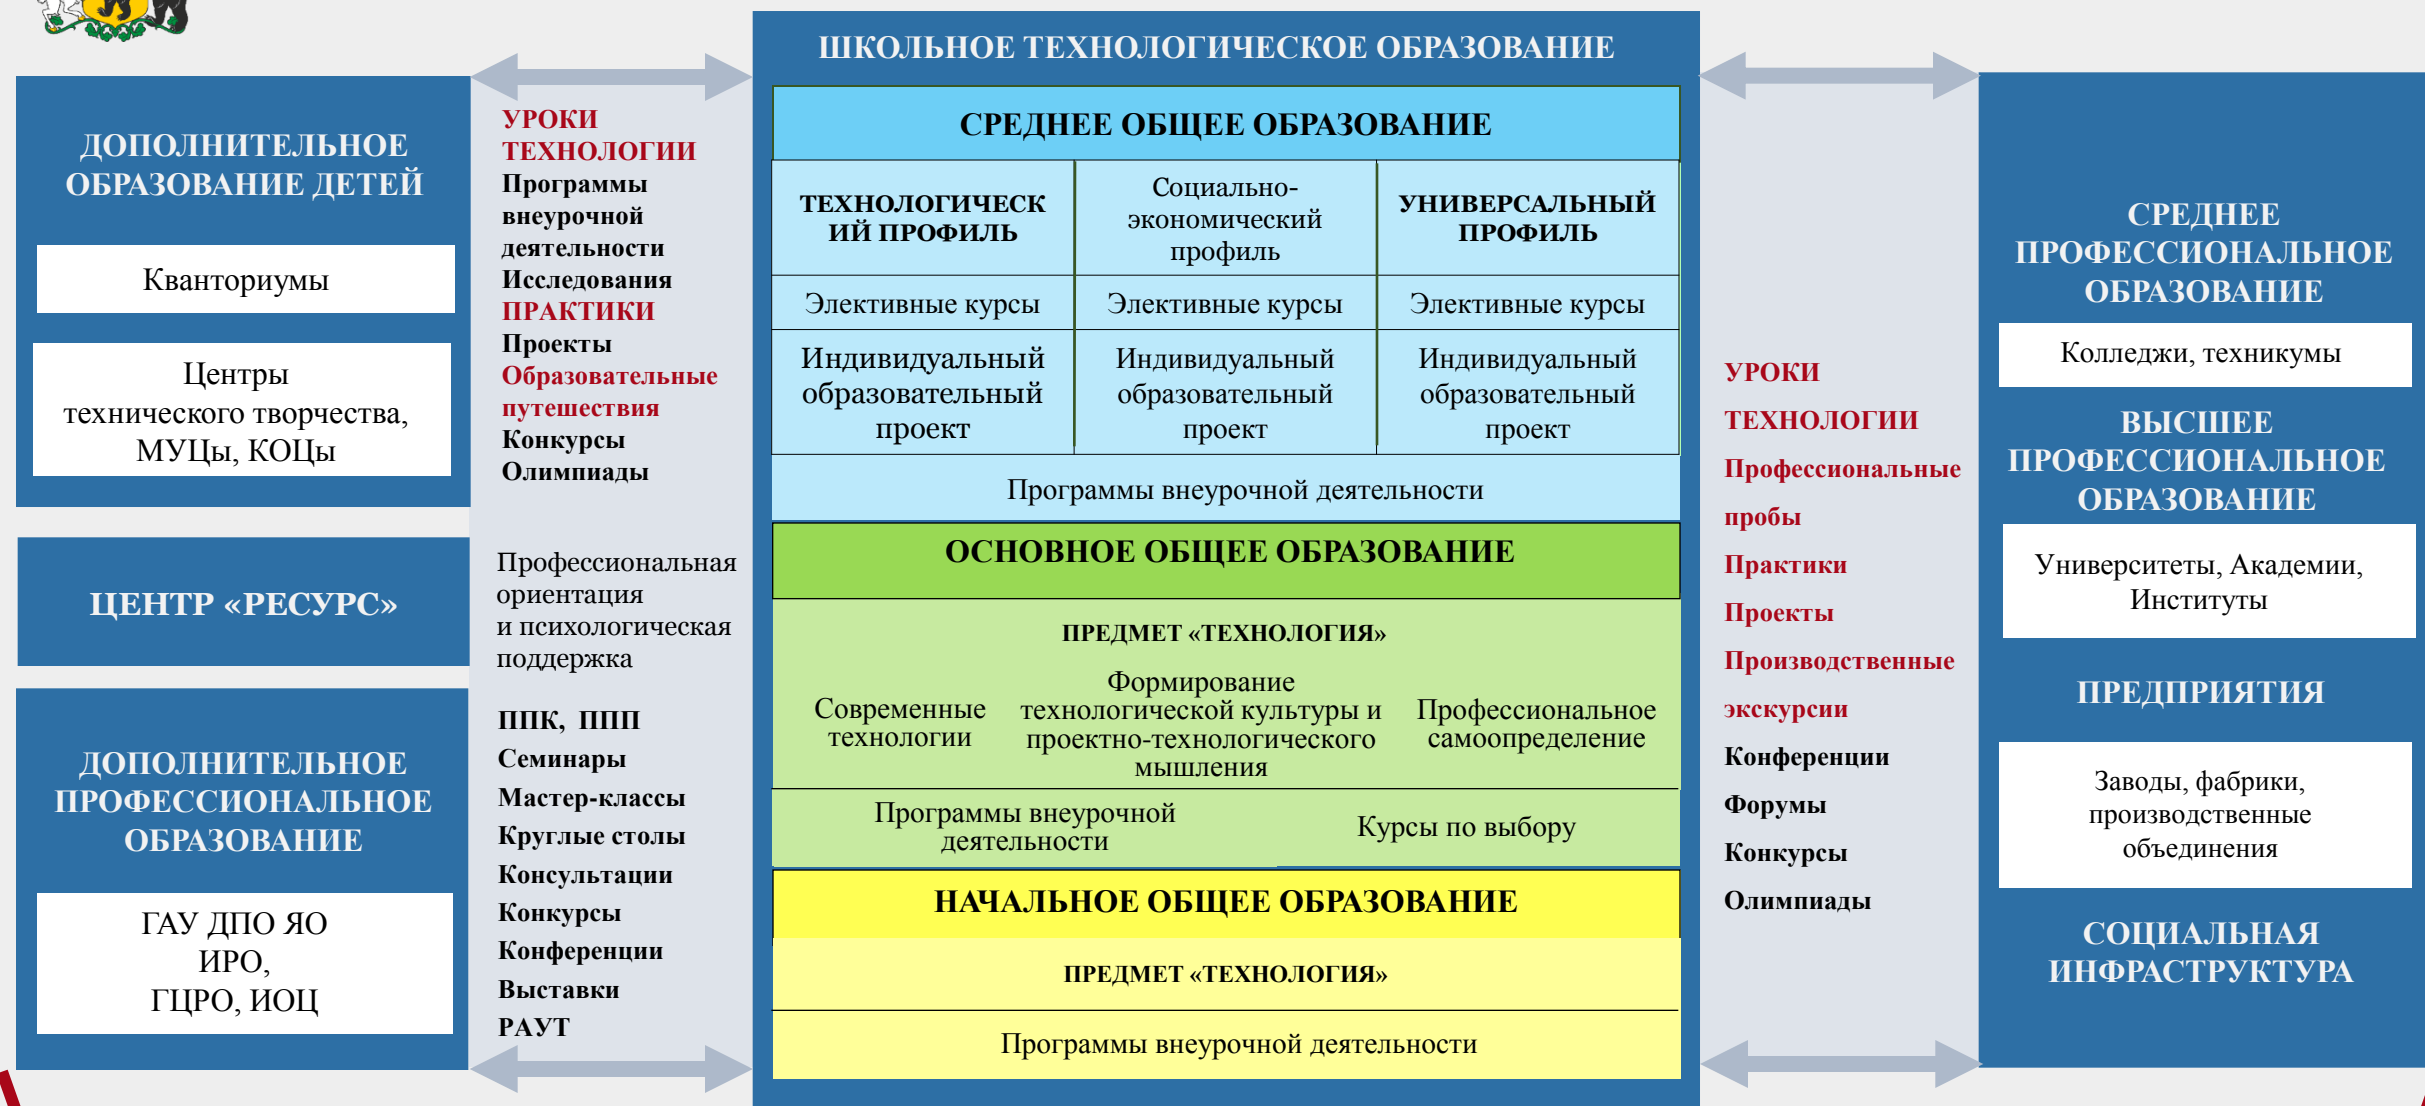 ДОПОЛНИТЕЛЬНОЕ
ОБРАЗОВАНИЕ ДЕТЕЙ
Кванториумы
Центры
технического творчества,
МУЦы, КОЦы
ЦЕНТР «РЕСУРС»
ДОПОЛНИТЕЛЬНОЕ
ПРОФЕССИОНАЛЬНОЕ
ОБРАЗОВАНИЕ
ГАУ ДПО ЯО
ИРО,
ГЦРО, ИОЦ
УРОКИ
ТЕХНОЛОГИИ
Программы
внеурочной
деятельности
Исследования
ПРАКТИКИ
Проекты
Образовательные
путешествия
Конкурсы
Олимпиады
Профессиональная
ориентация
и психологическая
поддержка
ППК, ППП
Семинары
Мастер-классы
Круглые столы
Консультации
Конкурсы
Конференции
Выставки
РАУТ
ШКОЛЬНОЕ ТЕХНОЛОГИЧЕСКОЕ ОБРАЗОВАНИЕ
СРЕДНЕЕ ОБЩЕЕ ОБРАЗОВАНИЕ
ТЕХНОЛОГИЧЕСК
ИЙ ПРОФИЛЬ
Социально-
экономический
профиль
УНИВЕРСАЛЬНЫЙ
ПРОФИЛЬ
Элективные курсы
Элективные курсы
Элективные курсы
Индивидуальный
образовательный
проект
Индивидуальный
образовательный
проект
Индивидуальный
образовательный
проект
Программы внеурочной деятельности
ОСНОВНОЕ ОБЩЕЕ ОБРАЗОВАНИЕ
ПРЕДМЕТ «ТЕХНОЛОГИЯ»
Современные
технологии
Формирование
технологической культуры и
проектно-технологического
мышления
Профессиональное
самоопределение
Программы внеурочной
деятельности
Курсы по выбору
НАЧАЛЬНОЕ ОБЩЕЕ ОБРАЗОВАНИЕ
ПРЕДМЕТ «ТЕХНОЛОГИЯ»
Программы внеурочной деятельности
УРОКИ
ТЕХНОЛОГИИ
Профессиональные
пробы
Практики
Проекты
Производственные
экскурсии
Конференции
Форумы
Конкурсы
Олимпиады
СРЕДНЕЕ
ПРОФЕССИОНАЛЬНОЕ
ОБРАЗОВАНИЕ
Колледжи, техникумы
ВЫСШЕЕ
ПРОФЕССИОНАЛЬНОЕ
ОБРАЗОВАНИЕ
Университеты, Академии,
Институты
ПРЕДПРИЯТИЯ
Заводы, фабрики,
производственные
объединения
СОЦИАЛЬНАЯ
ИНФРАСТРУКТУРА